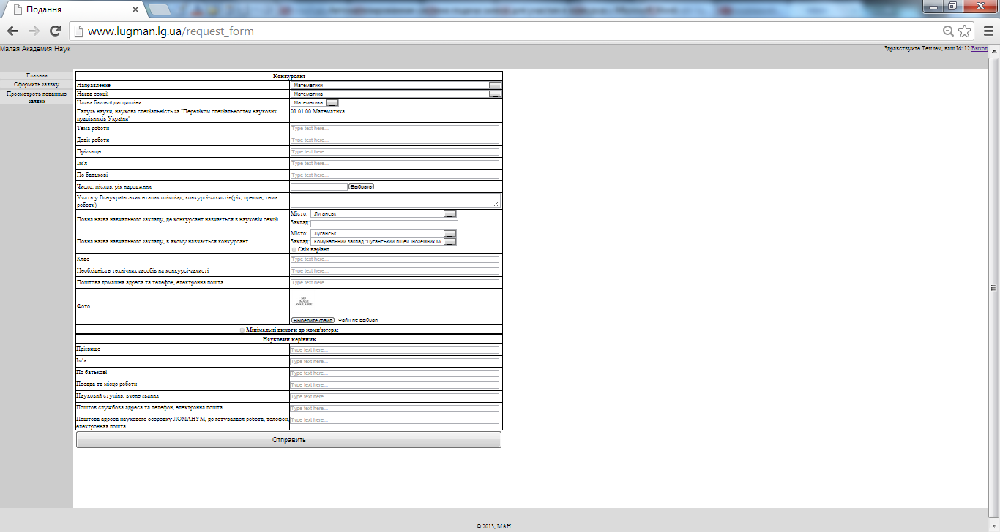 Подання
www.lugman.lg.ua/request_form
Малая Академия Наук
Здравствуйте Test test, ваш Id: 12 Выход
Главная
Оформить заявку
Просмотреть поданные
заявки
Конкурсант
Направление Математики
Назва секції Математика
Назва базової дисципліни Математика
Галузь науки, наукова спеціальність за "Переліком спеціальностей наукових
працівників України" 01.01.00 Математика
Тема роботи Type text here...
Девіз роботи Type text here...
Прізвище Type text here...
Ім'я Type text here...
По батькові Type text here...
Число, місяць, рік народжння Выбрать
Учать у Всеукраїнських етапах олімпіад, конкурсі-захистів(рік, предме, тема
роботи)
Повна назва навчального закладу, де конкурсант навчається в науковій секції
Місто: Луганськ
Заклад:
Повна назва навчального закладу, в якому навчається конкурсант
Місто: Луганськ
Заклад: Комунальний заклад "Луганський ліцей іноземних м
Свій варіант
Клас Type text here...
Необхідність технічних засобів на конкурсі-захисті Type text here...
Поштова домашня адреса та телефон, електронна пошта Type text here...
Фото
NO
IMAGE
AVAILABLE
Выберите файл Файл не выбран
Мінімальні вимоги до комп'ютера:
Науковий керівник
Прізвище Type text here...
Ім'я Type text here...
По батькові Type text here...
Посада та місце роботи Type text here...
Науковий ступінь, вчене звання Type text here...
Поштов службова адреса та телефон, електронна пошта Type text here...
Поштова адреса наукового осередку ЛОМАНУМ, де готувалася робота, телефон, Type text here...
електронная пошта
Отправить
© 2013, МАН